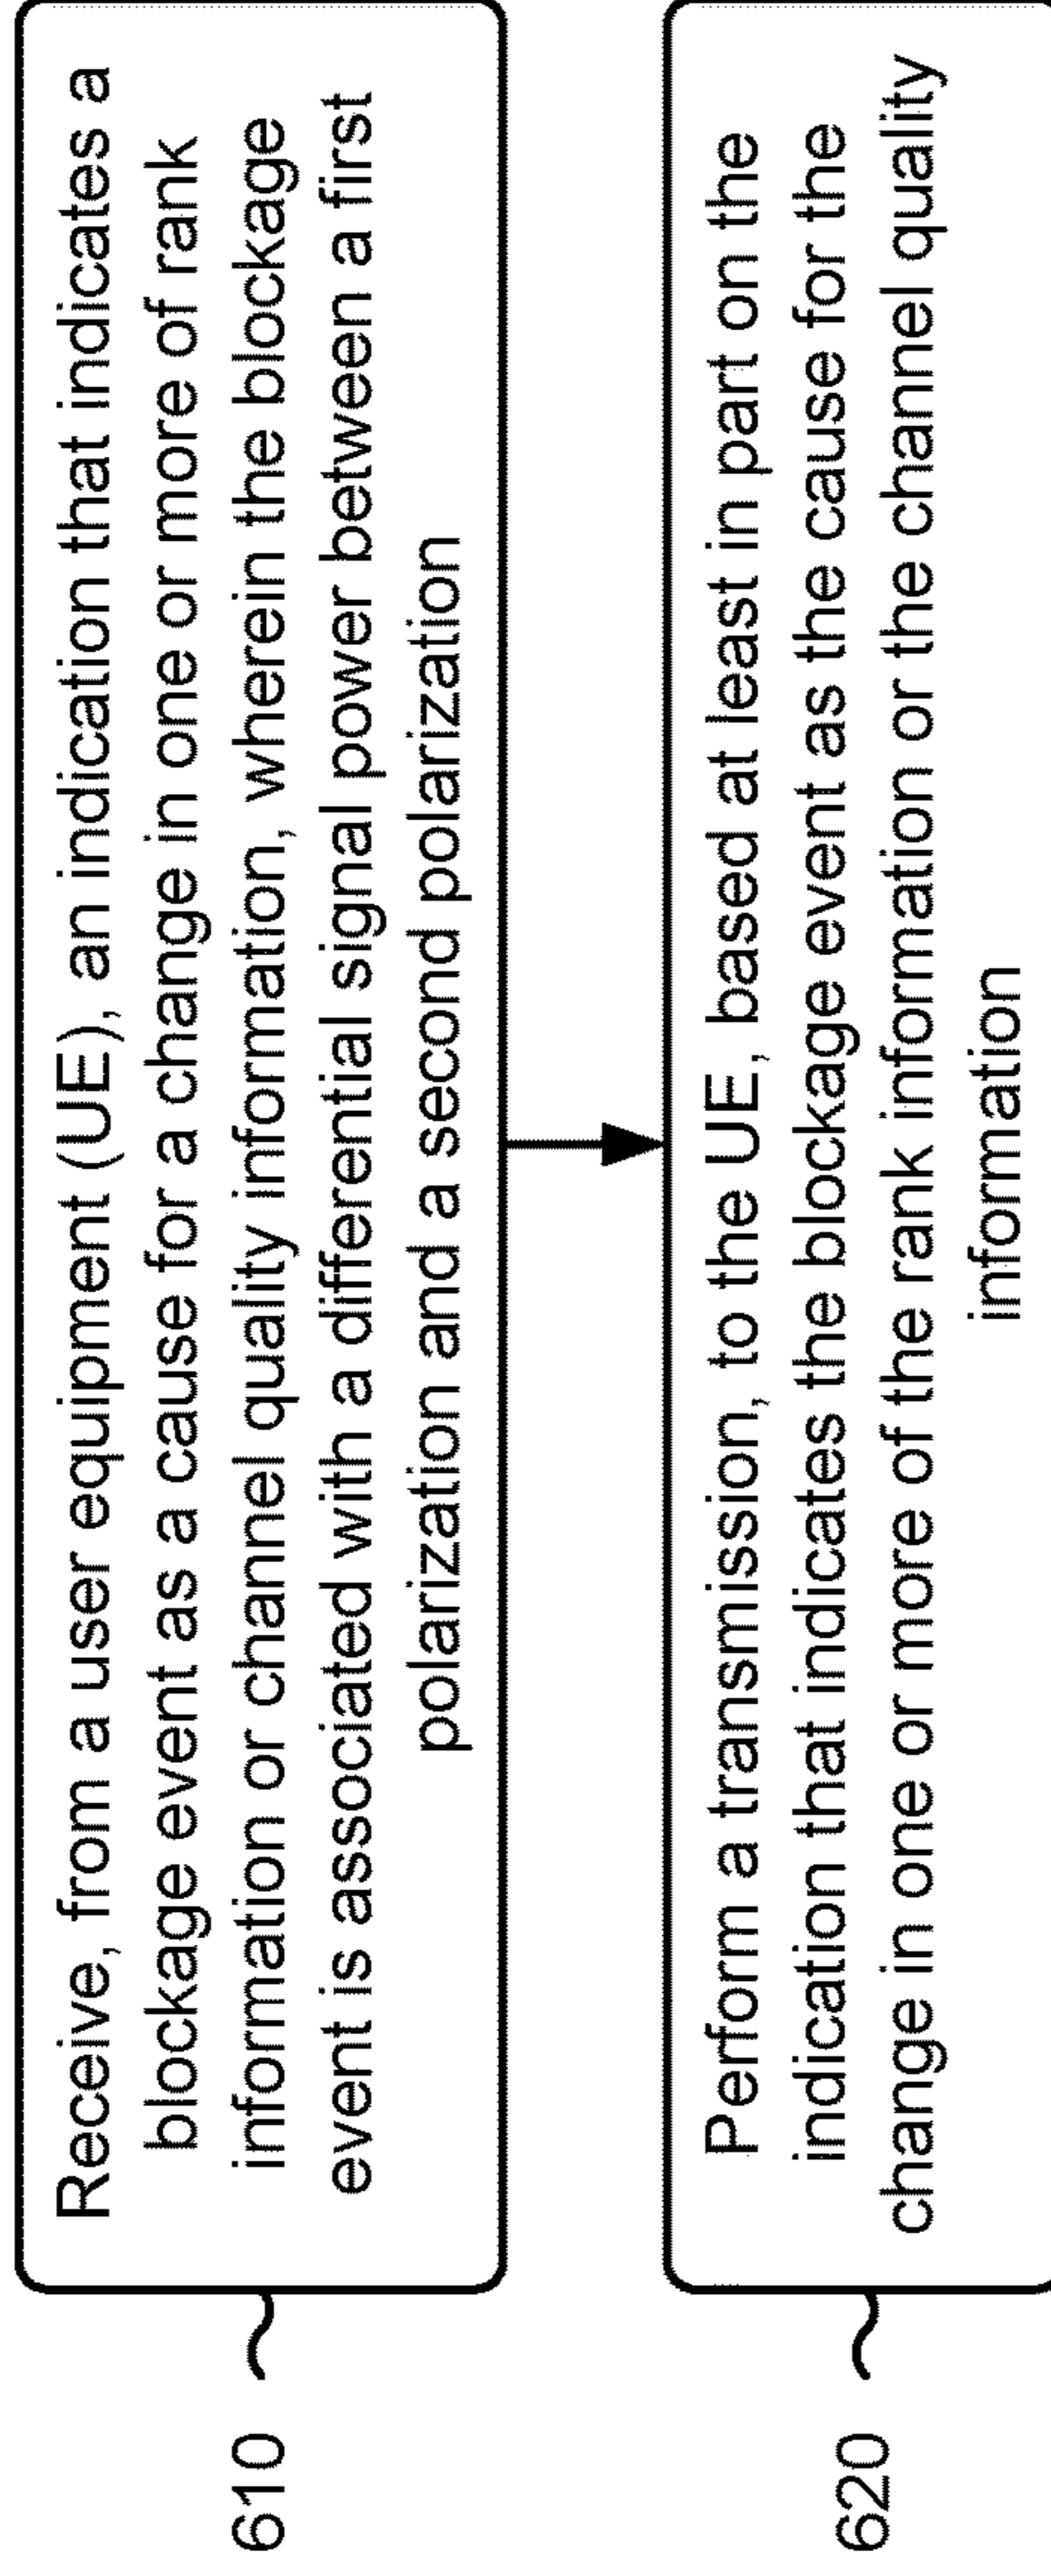 610
Receive, from a user equipment (UE), an indication that indicates a
blockage event as a cause for a change in one or more of rank
information or channel quality information, wherein the blockage
event is associated with a differential signal power between a first
polarization and a second polarization
620
Perform a transmission, to the UE, based at least in part on the
indication that indicates the blockage event as the cause for the
change in one or more of the rank information or the channel quality
information